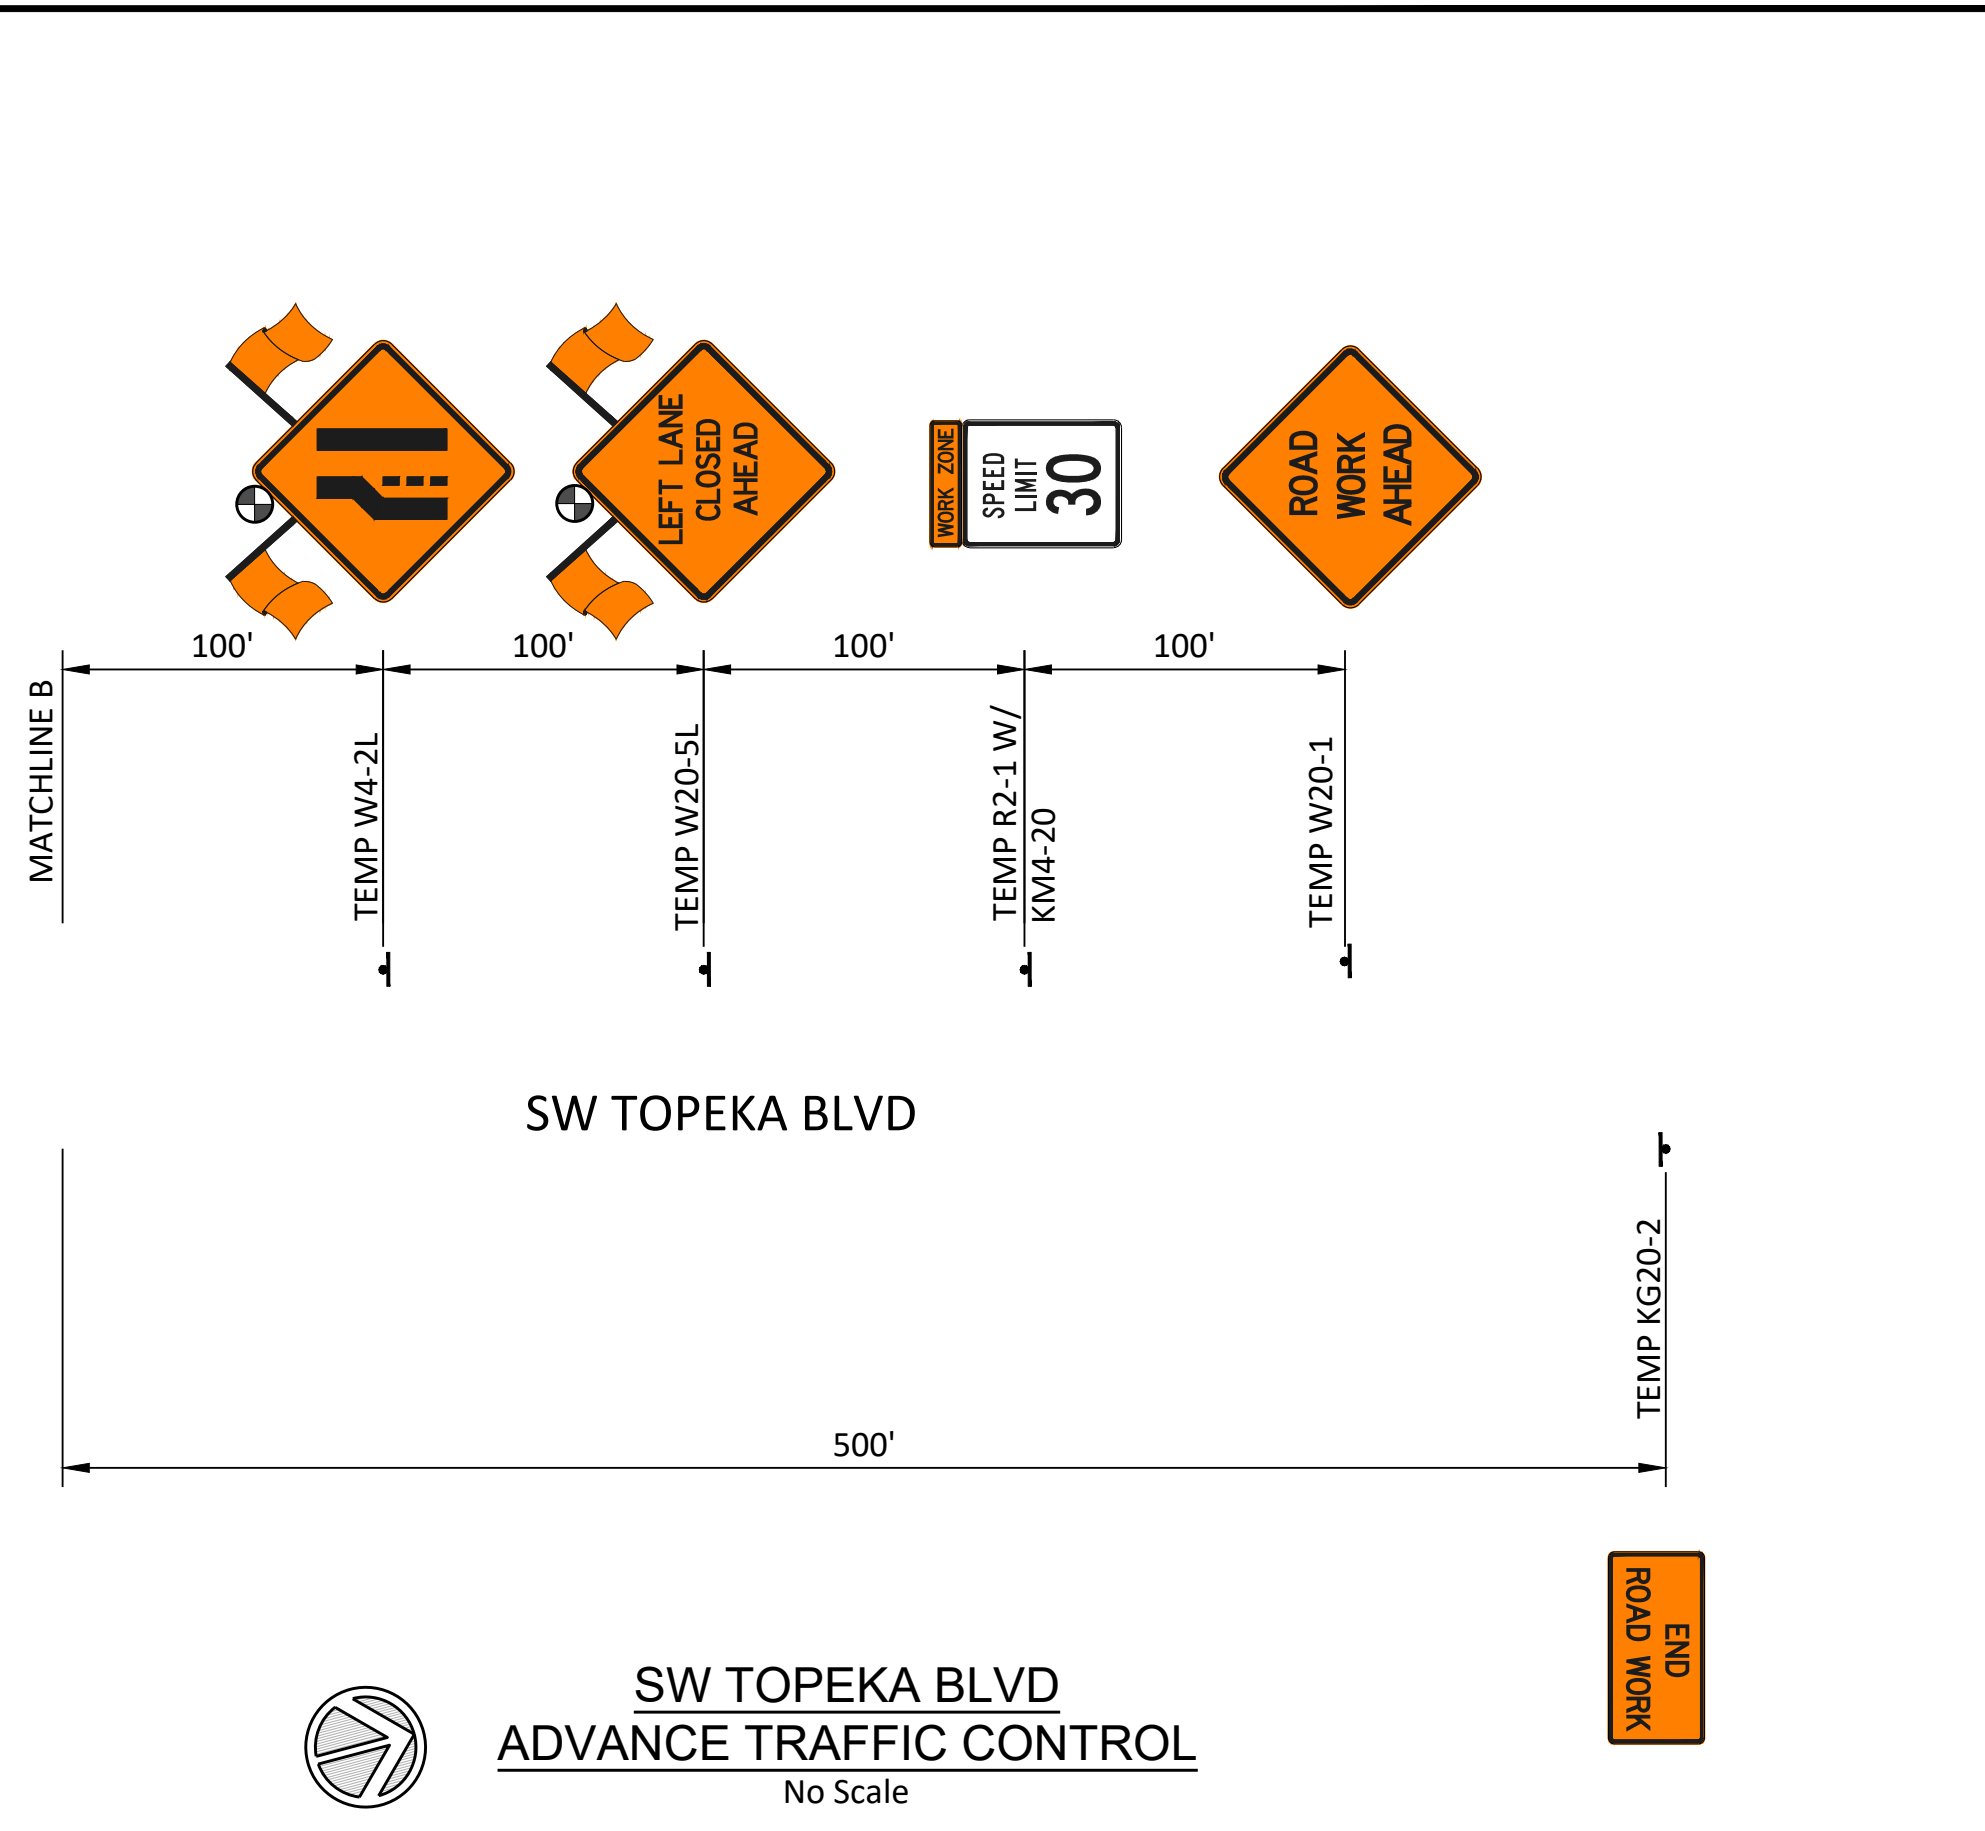 LEFT LANE
CLOSED
AHEAD
WORK ZONE
SPEED
LIMIT
30
ROAD
WORK
AHEAD
100'
100'
100'
100'
MATCHLINE B
TEMP W4-2L
TEMP W20-5L
TEMP R2-1 W/
KM4-20
TEMP W20-1
SW TOPEKA BLVD
TEMP KG20-2
500'
END
ROAD WORK
SW TOPEKA BLVD
ADVANCE TRAFFIC CONTROL
No Scale